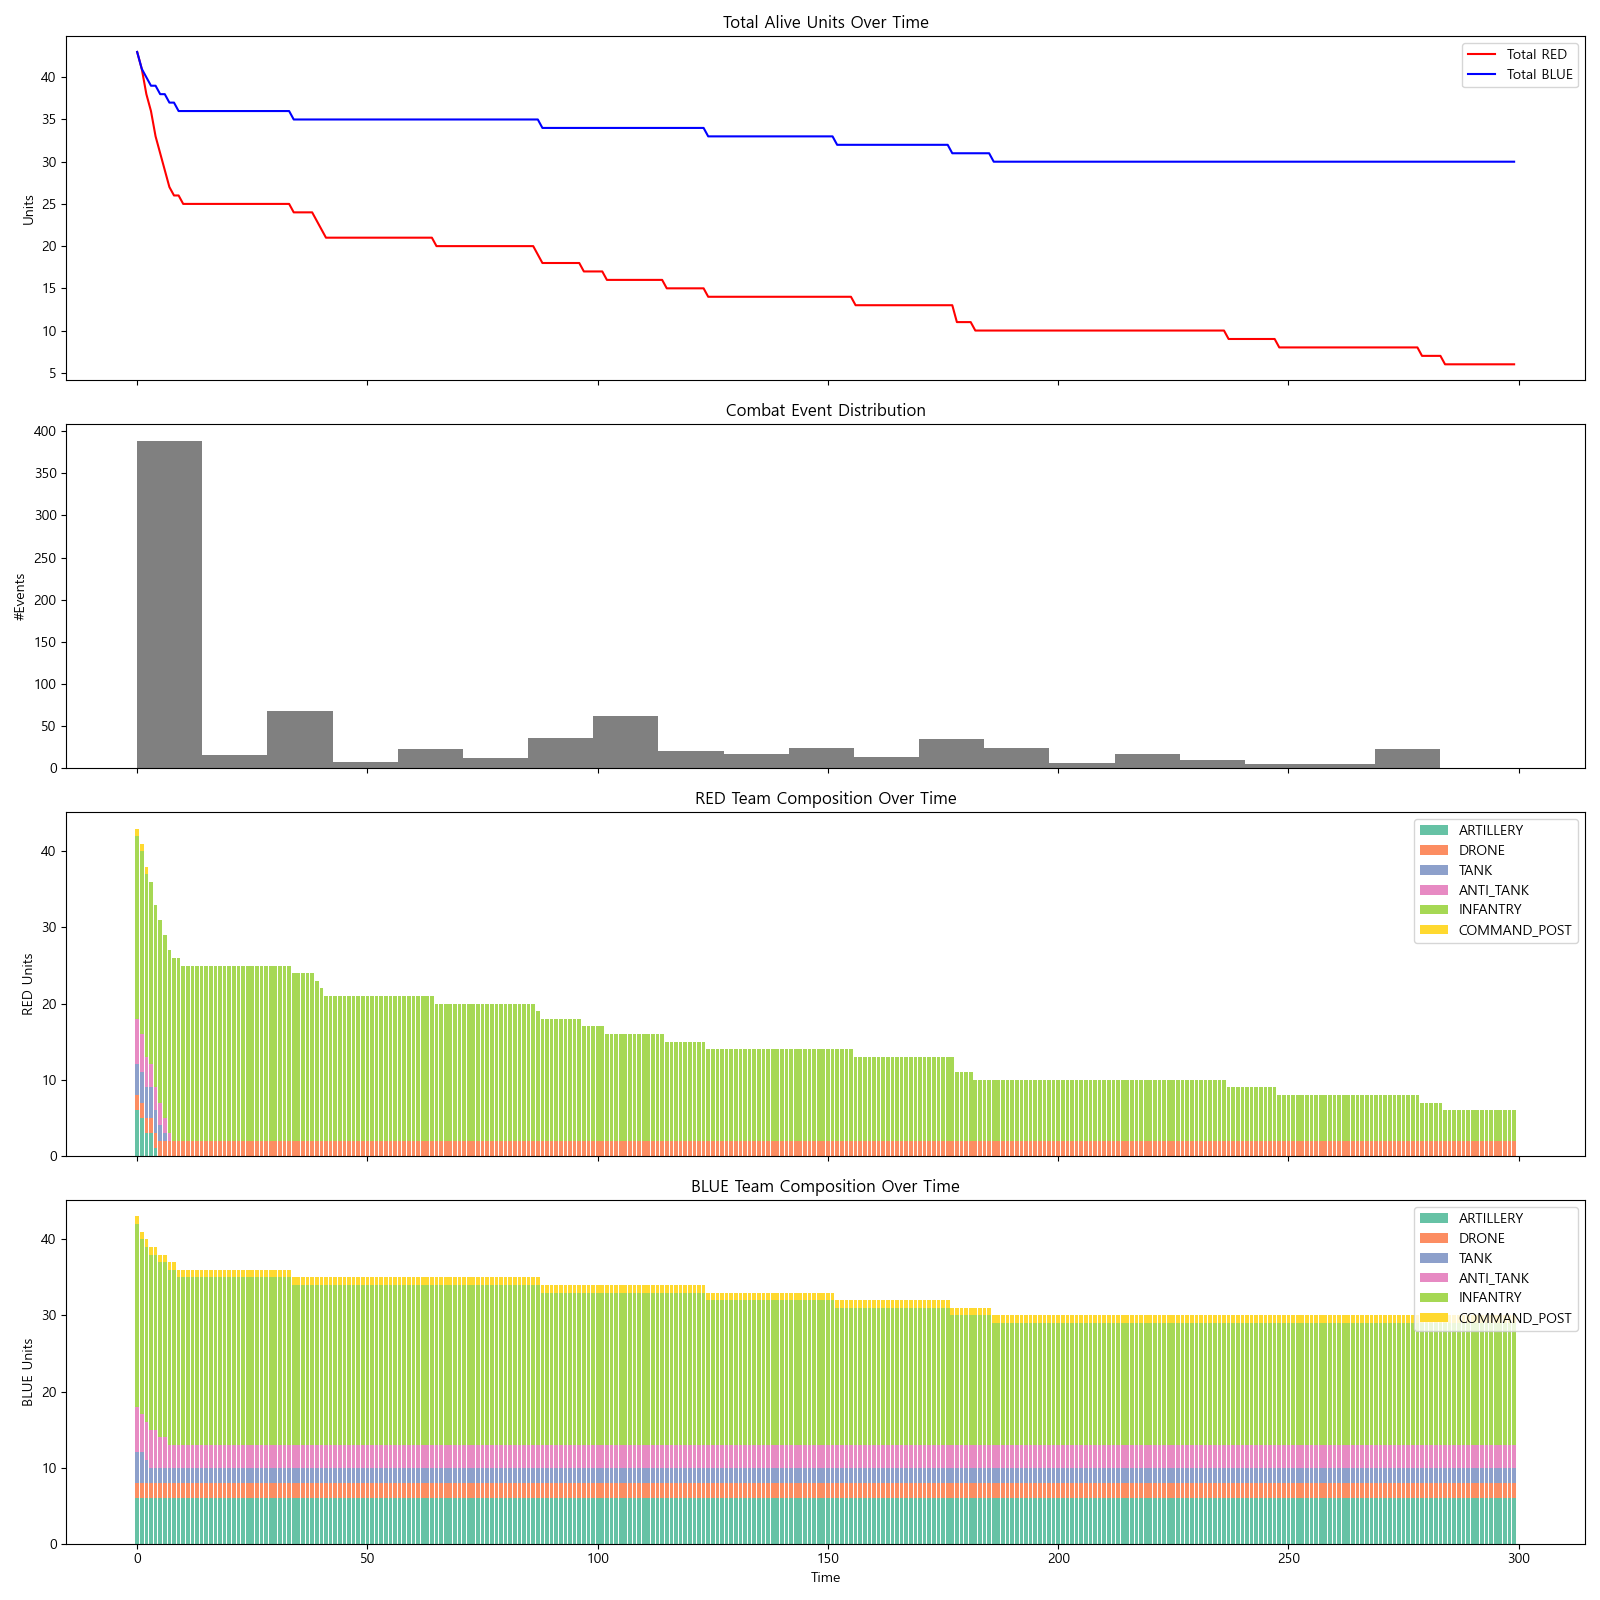 Total Alive Units Over Time
Total RED
Total BLUE
40
35
30
25
20
15
10
5
Units
Combat Event Distribution
400
350
300
250
200
150
100
50
0
#Events
RED Team Composition Over Time
ARTILLERY
DRONE
TANK
ANTI_TANK
INFANTRY
COMMAND_POST
40
30
20
10
0
RED Units
BLUE Team Composition Over Time
ARTILLERY
DRONE
TANK
ANTI_TANK
INFANTRY
COMMAND_POST
40
30
20
10
0
BLUE Units
0 50 100 150 200 250 300
Time